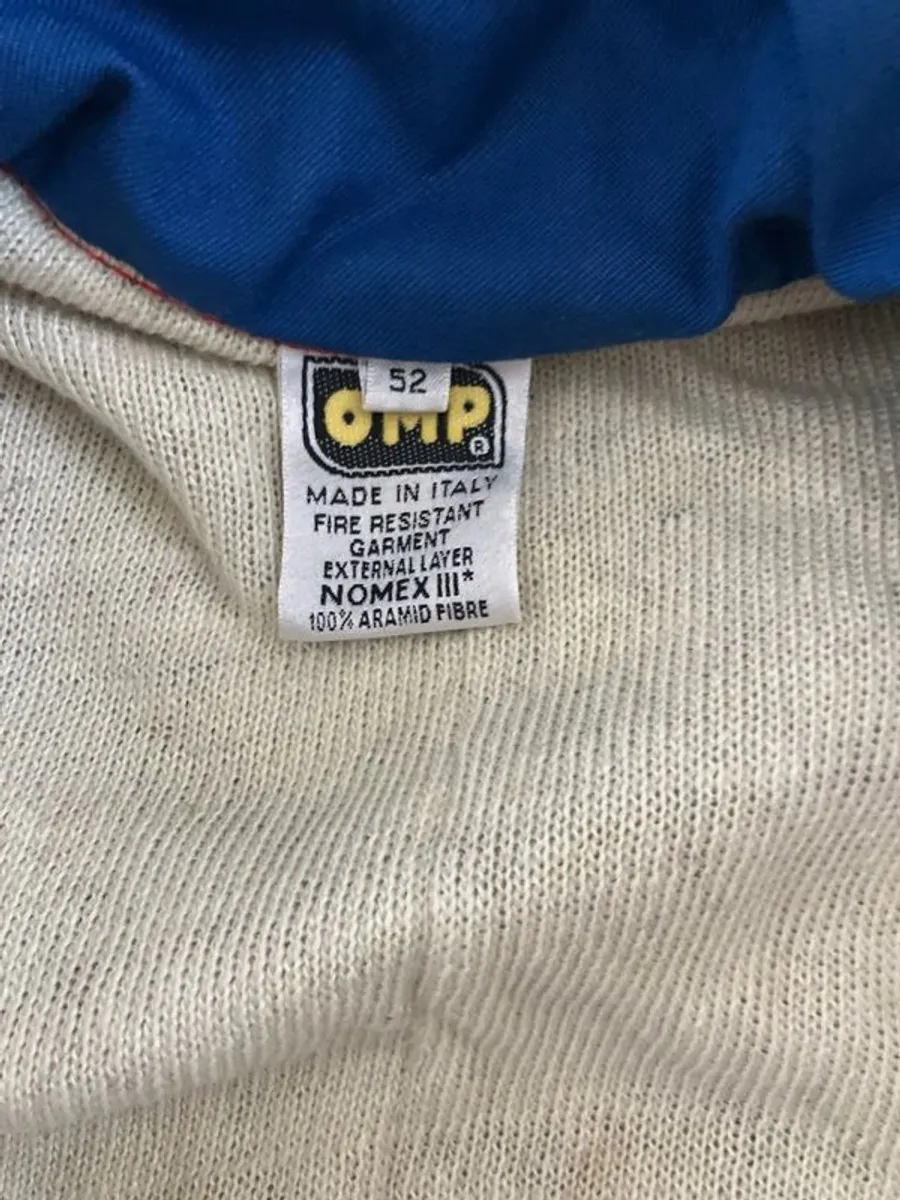 52
OMP
®
MADE IN ITALY
FIRE RESISTANT
GARMENT
EXTERNAL LAYER
NOMEX III*
100% ARAMID FIBRE